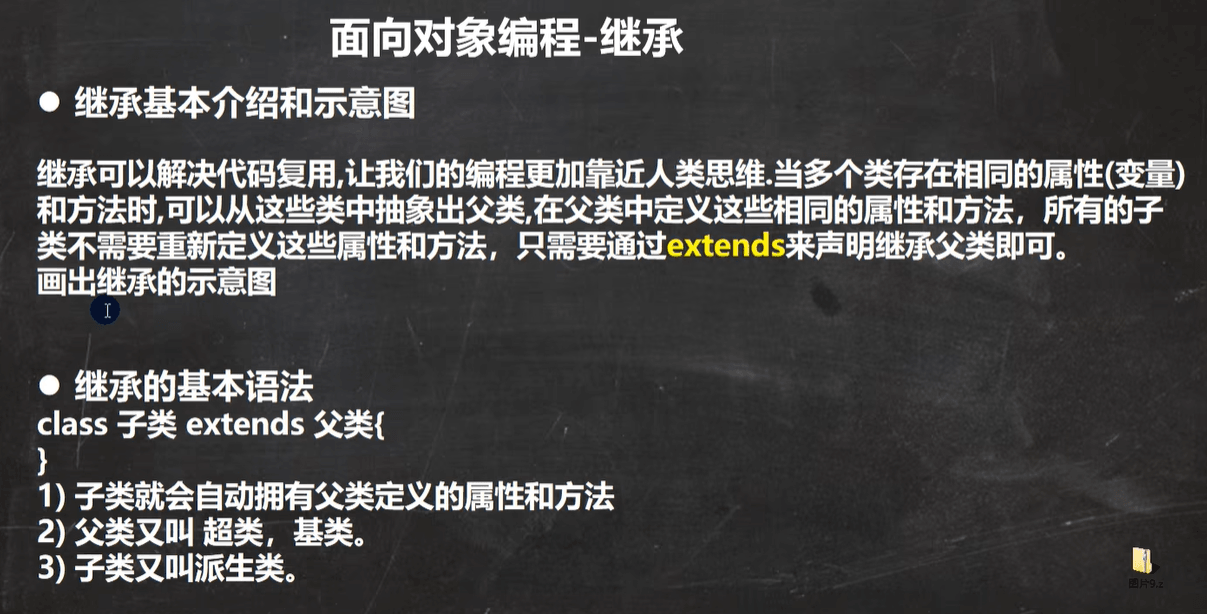 面向对象编程-继承
● 继承基本介绍和示意图
继承可以解决代码复用,让我们的编程更加靠近人类思维.当多个类存在相同的属性(变量)
和方法时,可以从这些类中抽象出父类,在父类中定义这些相同的属性和方法，所有的子
类不需要重新定义这些属性和方法，只需要通过extends来声明继承父类即可。
画出继承的示意图
● 继承的基本语法
class 子类 extends 父类{
}
1) 子类就会自动拥有父类定义的属性和方法
2) 父类又叫 超类，基类。
3) 子类又叫派生类。
图片9.z